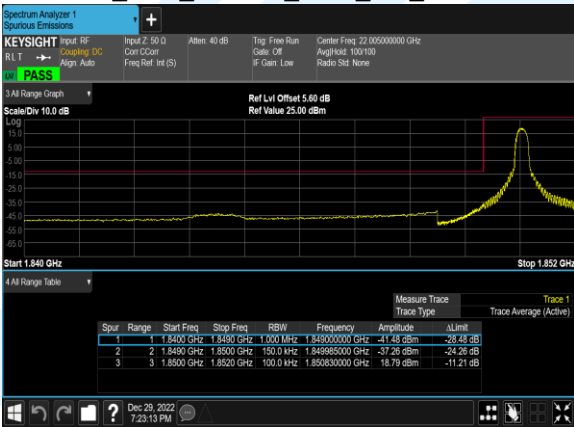 Spectrum Analyzer 1
Spurious Emissions
+
KEYSIGHT Input: RF Input Z: 50 Ω Atten: 40 dB Trig: Free Run Center Freq: 22.005000000 GHz
RLT Coupling: DC Corr CCorr Gate: Off Avg|Hold: 100/100
Align: Auto Freq Ref: Int (S) IF Gain: Low Radio Std: None
LW PASS
3 All Range Graph
Ref Lvl Offset 5.60 dB
Scale/Div 10.0 dB Ref Value 25.00 dBm
Log
15.0
5.00
-5.00
-15.0
-25.0
-35.0
-45.0
-55.0
-65.0
Start 1.840 GHz Stop 1.852 GHz
4 All Range Table
Measure Trace Trace 1
Trace Type Trace Average (Active)
Spur Range Start Freq Stop Freq RBW Frequency Amplitude ΔLimit
1 1 1.8400 GHz 1.8490 GHz 1.000 MHz 1.849000000 GHz -41.48 dBm -28.48 dB
2 2 1.8490 GHz 1.8500 GHz 150.0 kHz 1.849985000 GHz -37.26 dBm -24.26 dB
3 3 1.8500 GHz 1.8520 GHz 100.0 kHz 1.850830000 GHz 18.79 dBm -11.21 dB
? Dec 29, 2022
7:23:13 PM